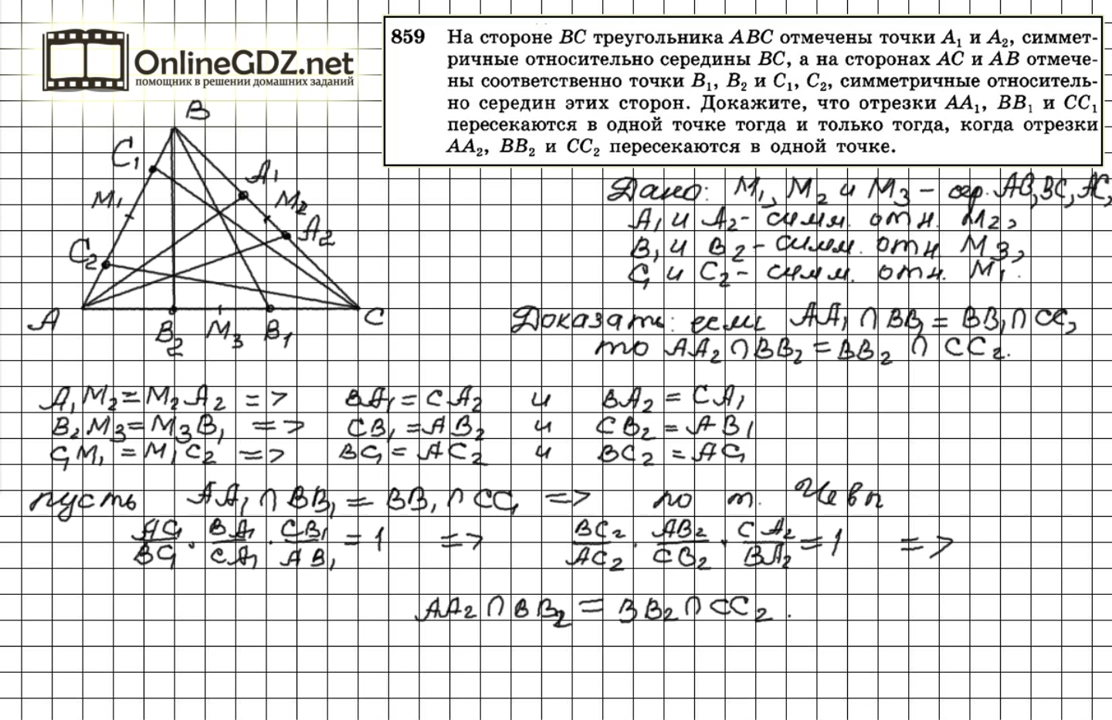 OnlineGDZ.net
помощник в решении домашних заданий
859 На стороне BC треугольника ABC отмечены точки A₁ и A₂, симмет-
ричные относительно середины BC, а на сторонах AC и AB отмече-
ны соответственно точки B₁, B₂ и C₁, C₂, симметричные относитель-
но середин этих сторон. Докажите, что отрезки AA₁, BB₁ и CC₁
пересекаются в одной точке тогда и только тогда, когда отрезки
AA₂, BB₂ и CC₂ пересекаются в одной точке.
B
C₁
A₁
M₁
M₂
A₂
C₂
A
B₂
M₃
B₁
C
Дано: M₁, M₂ и M₃ - сер. AB, BC, AC,
A₁ и A₂ - симм. отн. M₂,
B₁ и B₂ - симм. отн. M₃,
C₁ и C₂ - симм. отн. M₁.
Доказать: если AA₁ ∩ BB₁ = BB₁ ∩ CC₁,
то AA₂ ∩ BB₂ = BB₂ ∩ CC₂.
A₁M₂ = M₂A₂ => BA₁ = CA₂ и BA₂ = CA₁
B₂M₃ = M₃B₁ => CB₁ = AB₂ и CB₂ = AB₁
C₁M₁ = M₁C₂ => BC₁ = AC₂ и BC₂ = AC₁
пусть AA₁ ∩ BB₁ = BB₁ ∩ CC₁ => по т. Чевы
AC₁/BC₁ · BA₁/CA₁ · CB₁/AB₁ = 1 => BC₂/AC₂ · AB₂/CB₂ · CA₂/BA₂ = 1 =>
AA₂ ∩ BB₂ = BB₂ ∩ CC₂.